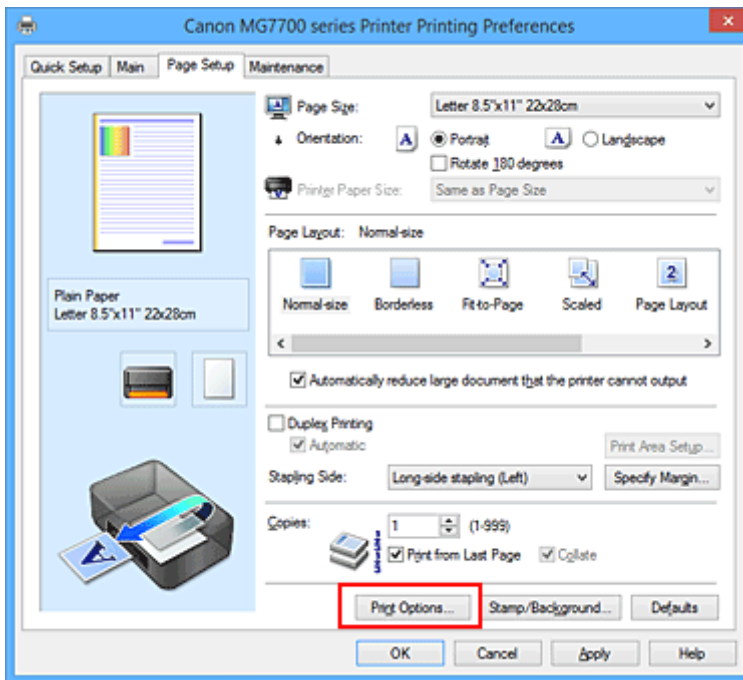 Canon MG7700 series Printer Printing Preferences
Quick Setup Main Page Setup Maintenance
Page Size: Letter 8.5"x11" 22x28cm
Orientation: A Portrait A Landscape
Rotate 180 degrees
Printer Paper Size: Same as Page Size
Page Layout: Normal-size
2
Normal-size Borderless Fit-to-Page Scaled Page Layout
Plain Paper
Letter 8.5"x11" 22x28cm
Automatically reduce large document that the printer cannot output
Duplex Printing
Automatic Print Area Setup...
Stapling Side: Long-side stapling (Left) Specify Margin...
Copies: 1 (1-999)
Print from Last Page Collate
A
Print Options... Stamp/Background... Defaults
OK Cancel Apply Help